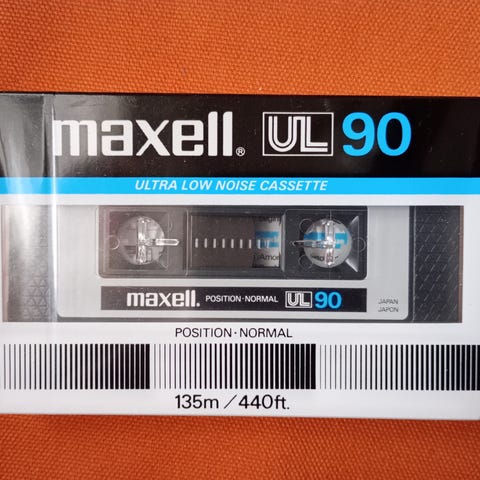 maxell® UL 90
ULTRA LOW NOISE CASSETTE
maxell. POSITION·NORMAL UL 90
JAPAN
JAPON
POSITION·NORMAL
135m/440ft.